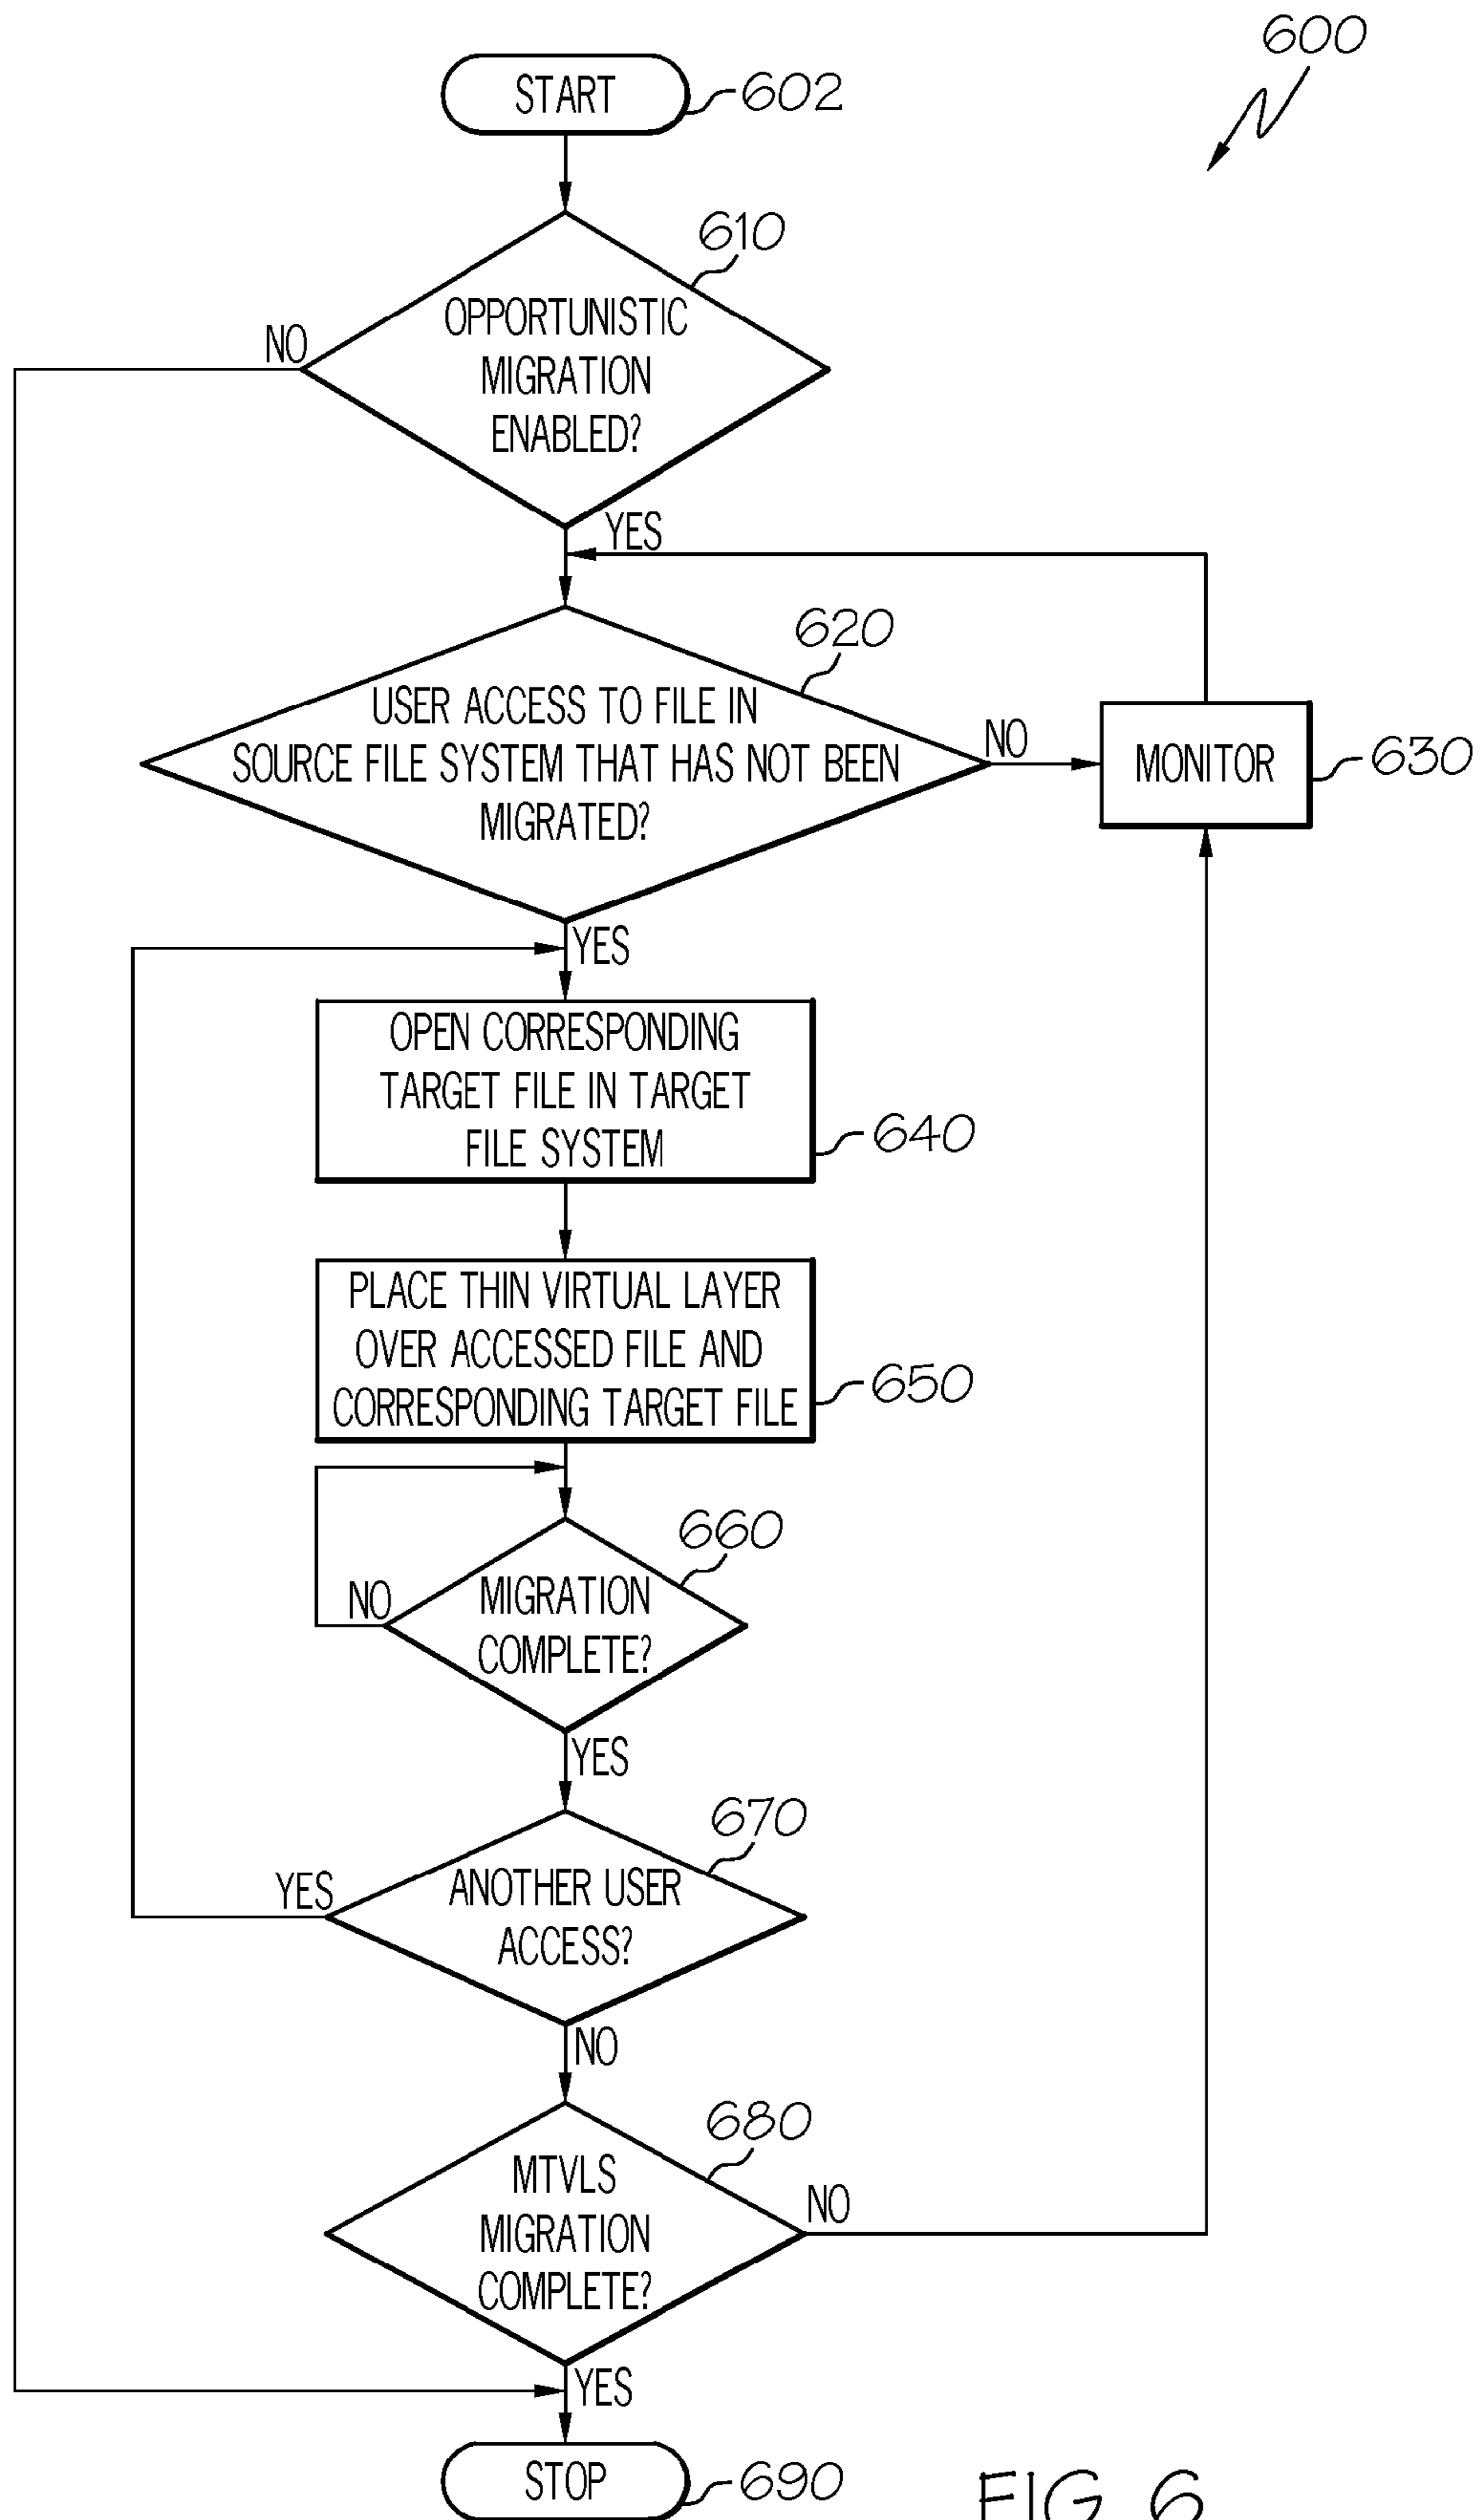 600
START
602
610
OPPORTUNISTIC
MIGRATION
ENABLED?
NO
YES
620
USER ACCESS TO FILE IN
SOURCE FILE SYSTEM THAT HAS NOT BEEN
MIGRATED?
NO
MONITOR
630
YES
OPEN CORRESPONDING
TARGET FILE IN TARGET
FILE SYSTEM
640
PLACE THIN VIRTUAL LAYER
OVER ACCESSED FILE AND
CORRESPONDING TARGET FILE
650
660
MIGRATION
COMPLETE?
NO
YES
670
ANOTHER USER
ACCESS?
YES
NO
680
MTVLS
MIGRATION
COMPLETE?
NO
YES
STOP
690
FIG. 6